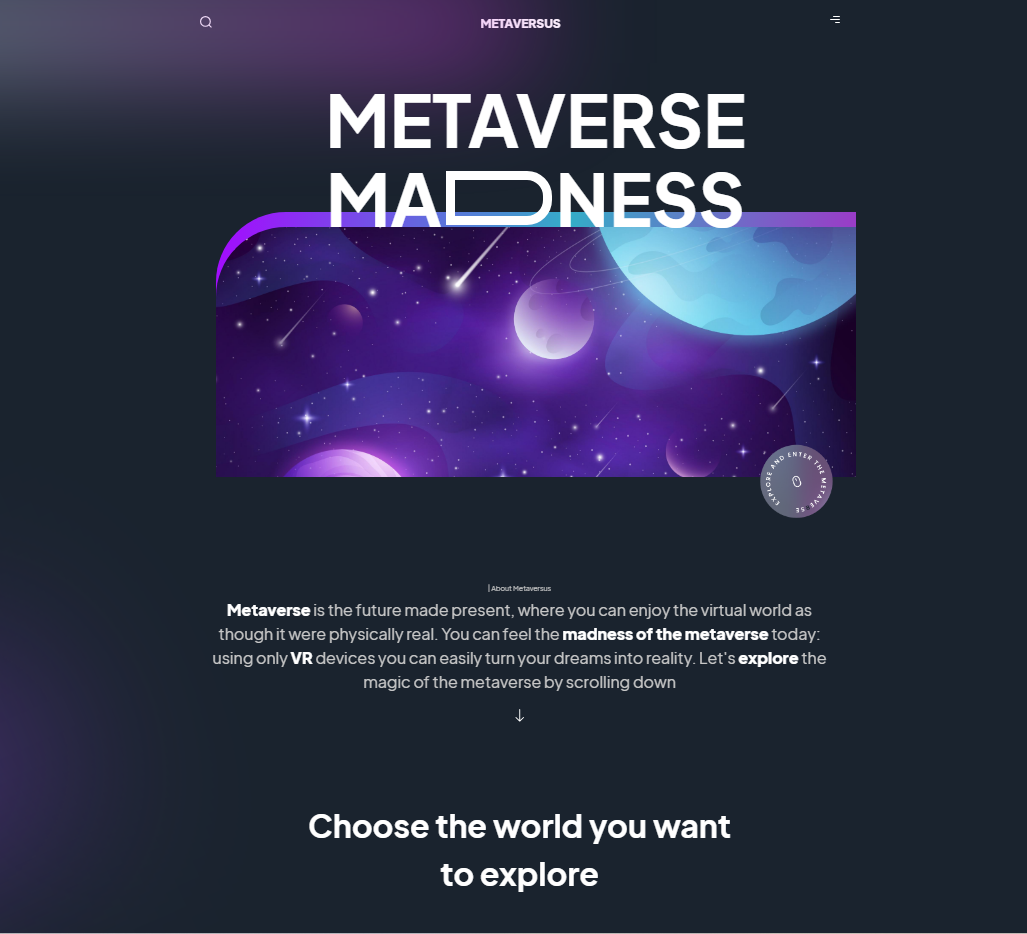 METAVERSUS
METAVERSE
MADNESS
EXPLORE AND ENTER THE METAVERSE
| About Metaversus
Metaverse is the future made present, where you can enjoy the virtual world as
though it were physically real. You can feel the madness of the metaverse today:
using only VR devices you can easily turn your dreams into reality. Let's explore the
magic of the metaverse by scrolling down
Choose the world you want
to explore